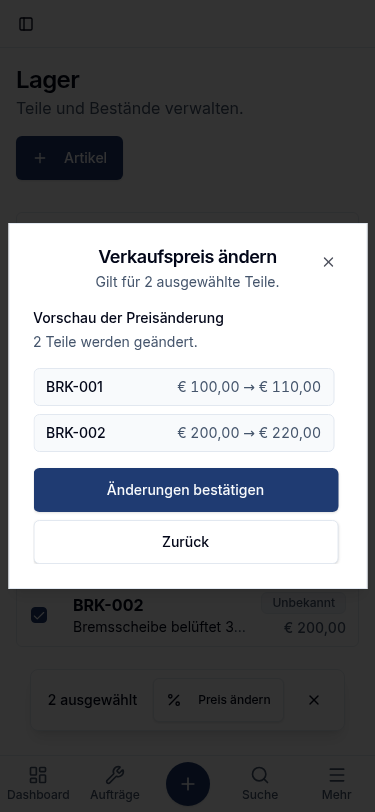 Lager
Teile und Bestände verwalten.
Artikel
Verkaufspreis ändern
Gilt für 2 ausgewählte Teile.
Vorschau der Preisänderung
2 Teile werden geändert.
BRK-001 € 100,00 → € 110,00
BRK-002 € 200,00 → € 220,00
Änderungen bestätigen
Zurück
BRK-002 Unbekannt
Bremsscheibe belüftet 3... € 200,00
2 ausgewählt Preis ändern
Dashboard Aufträge Suche Mehr